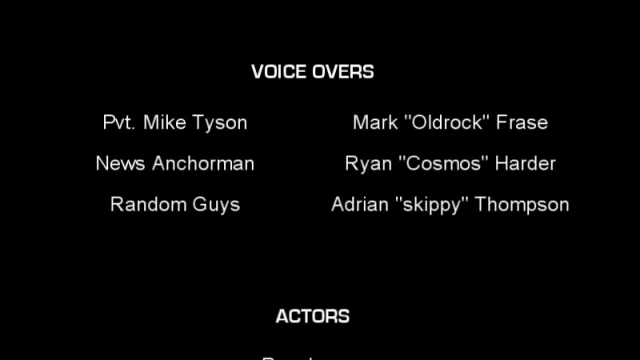 VOICE OVERS
Pvt. Mike Tyson Mark "Oldrock" Frase
News Anchorman Ryan "Cosmos" Harder
Random Guys Adrian "skippy" Thompson
ACTORS